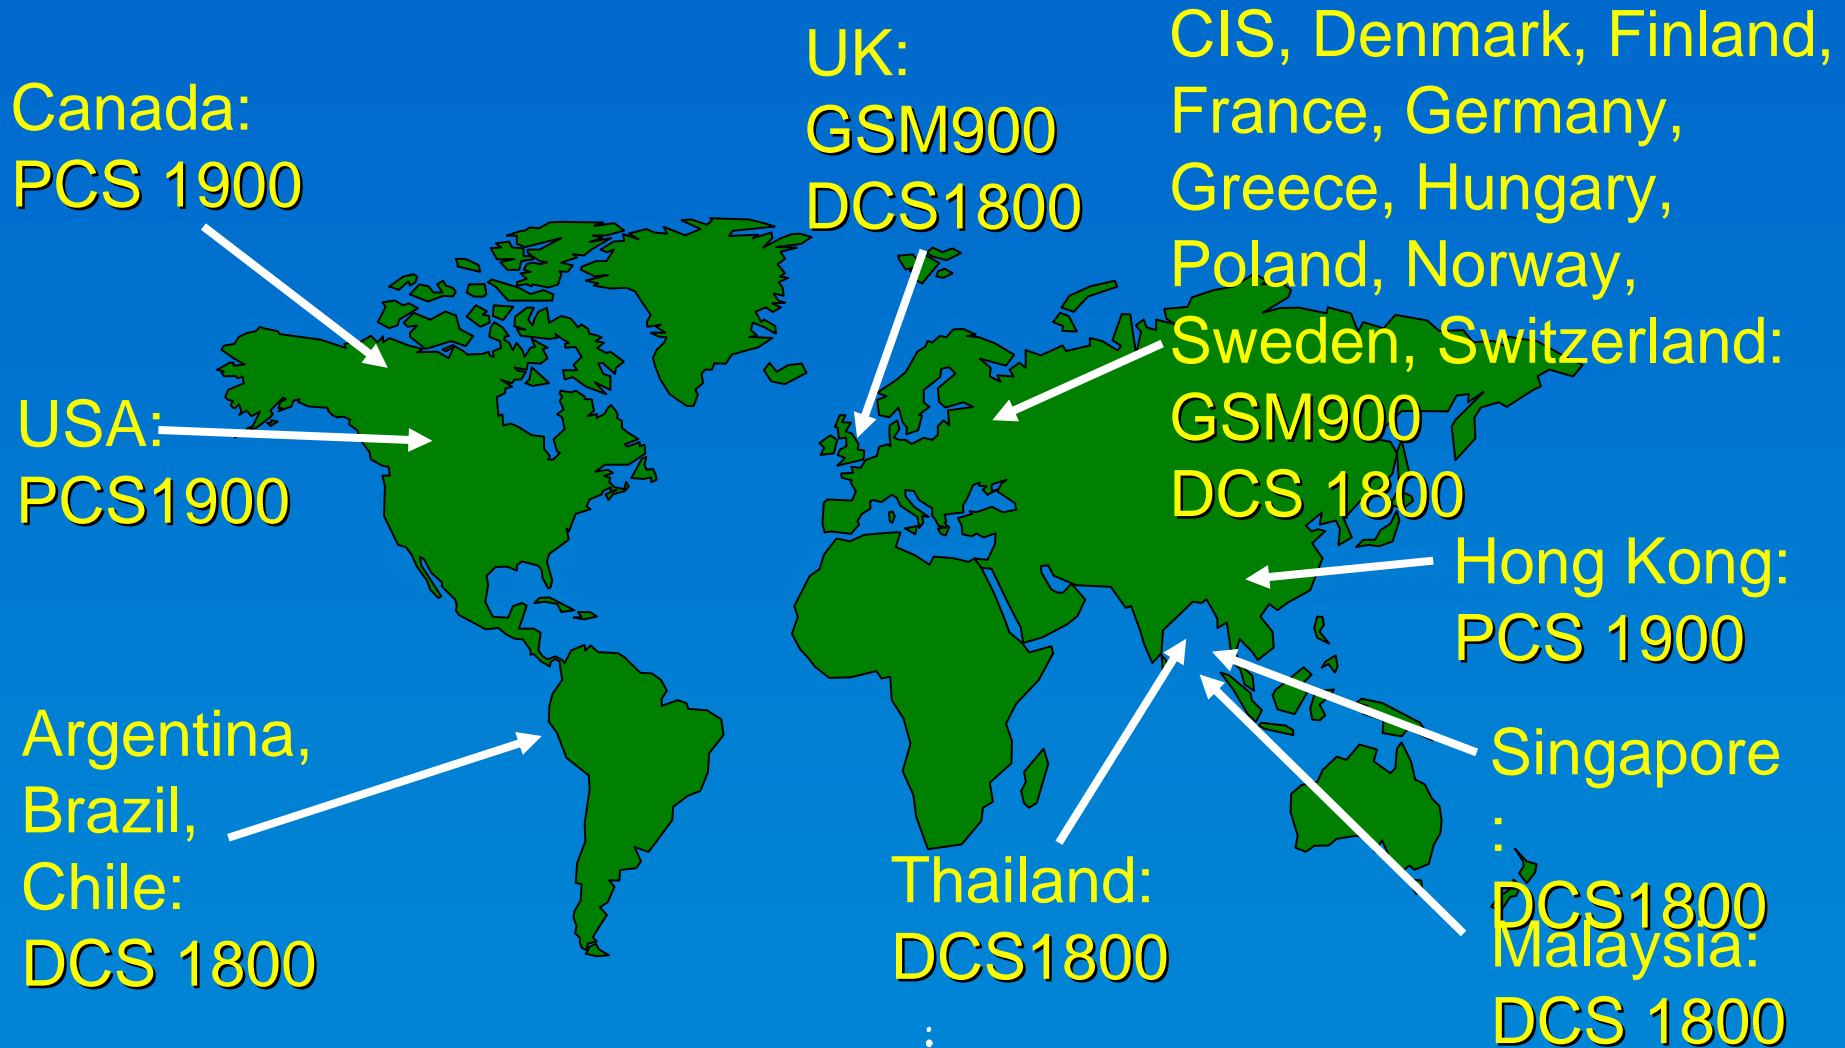 Canada:
PCS 1900
UK:
GSM900
DCS1800
CIS, Denmark, Finland,
France, Germany,
Greece, Hungary,
Poland, Norway,
Sweden, Switzerland:
GSM900
DCS 1800
USA:
PCS1900
Hong Kong:
PCS 1900
Argentina,
Brazil,
Chile:
DCS 1800
Thailand:
DCS1800
Singapore
:
DCS1800
Malaysia:
DCS 1800
: